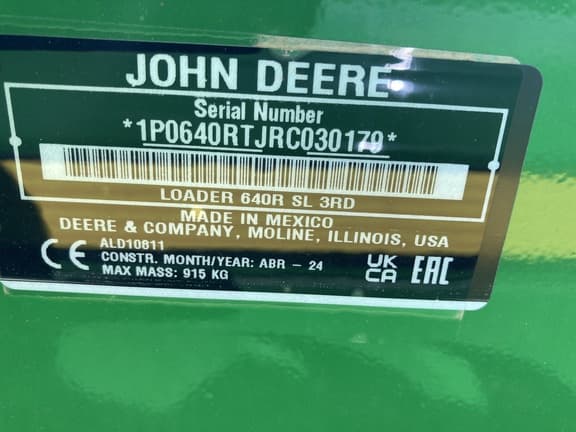 JOHN DEERE
Serial Number
*1P0640RTJRC030179*
LOADER 640R SL 3RD
MADE IN MEXICO
DEERE & COMPANY, MOLINE, ILLINOIS, USA
ALD10811
CONSTR. MONTH/YEAR: ABR - 24
MAX MASS: 915 KG
CE
UK
CA
EAC